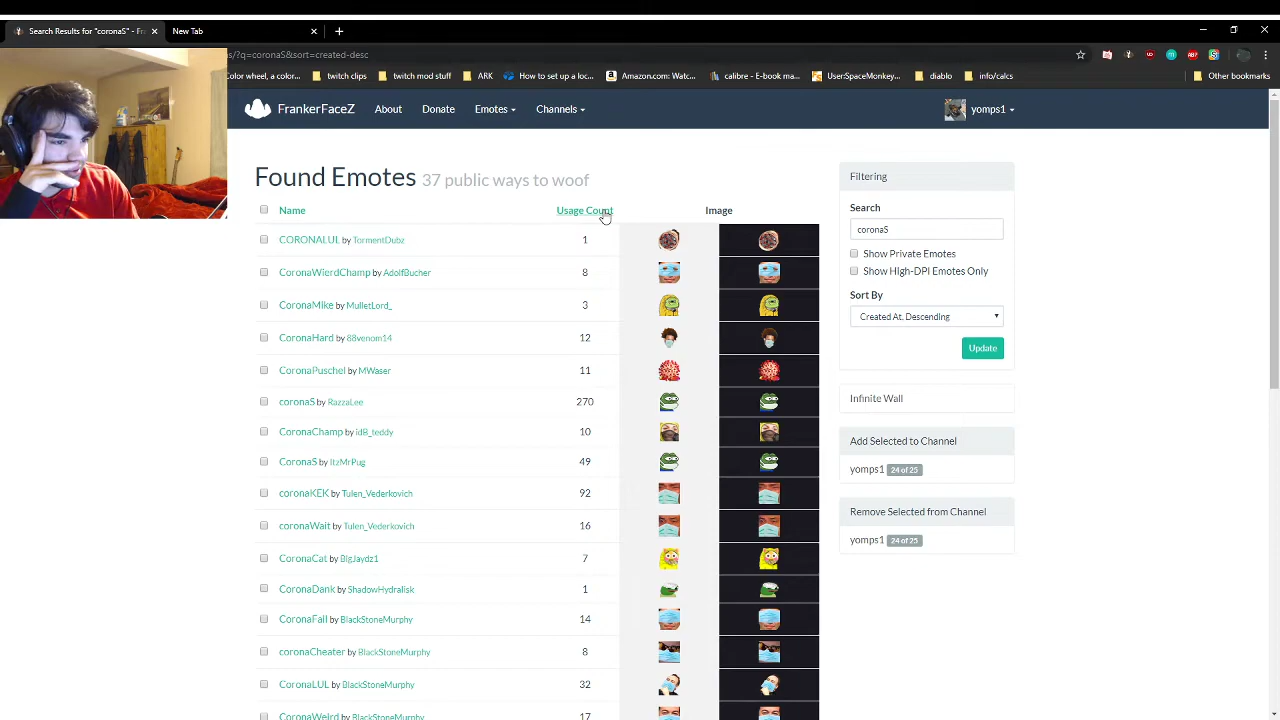 Search Results for "coronaS" - Fr
New Tab
s/?q=coronaS&sort=created-desc
Color wheel, a color...
twitch clips
twitch mod stuff
ARK
How to set up a loc...
Amazon.com: Watc...
calibre - E-book ma...
UserSpaceMonkey...
diablo
info/calcs
Other bookmarks
FrankerFaceZ
About
Donate
Emotes
Channels
yomps1
Found Emotes 37 public ways to woof
Name
Usage Count
Image
CORONALUL by TormentDubz 1
CoronaWierdChamp by AdolfBucher 8
CoronaMike by MulletLord_ 3
CoronaHard by 88venom14 12
CoronaPuschel by MWaser 11
coronaS by RazzaLee 270
CoronaChamp by idB_teddy 10
CoronaS by ItzMrPug 49
coronaKEK by Tulen_Vederkovich 92
coronaWait by Tulen_Vederkovich 16
CoronaCat by BigJaydz1 7
CoronaDank by ShadowHydralisk 1
CoronaFall by BlackStoneMurphy 14
coronaCheater by BlackStoneMurphy 8
CoronaLUL by BlackStoneMurphy 32
CoronaWeird by BlackStoneMurphy
Filtering
Search
coronaS
Show Private Emotes
Show High-DPI Emotes Only
Sort By
Created At, Descending
Update
Infinite Wall
Add Selected to Channel
yomps1 24 of 25
Remove Selected from Channel
yomps1 24 of 25